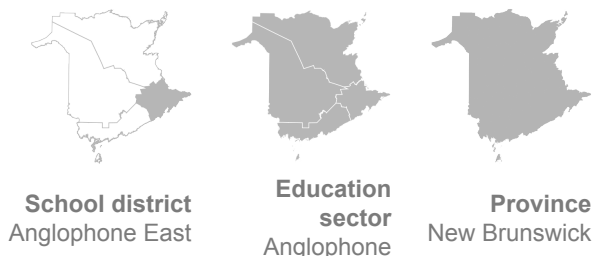 School district
Anglophone East
Education
sector
Anglophone
Province
New Brunswick